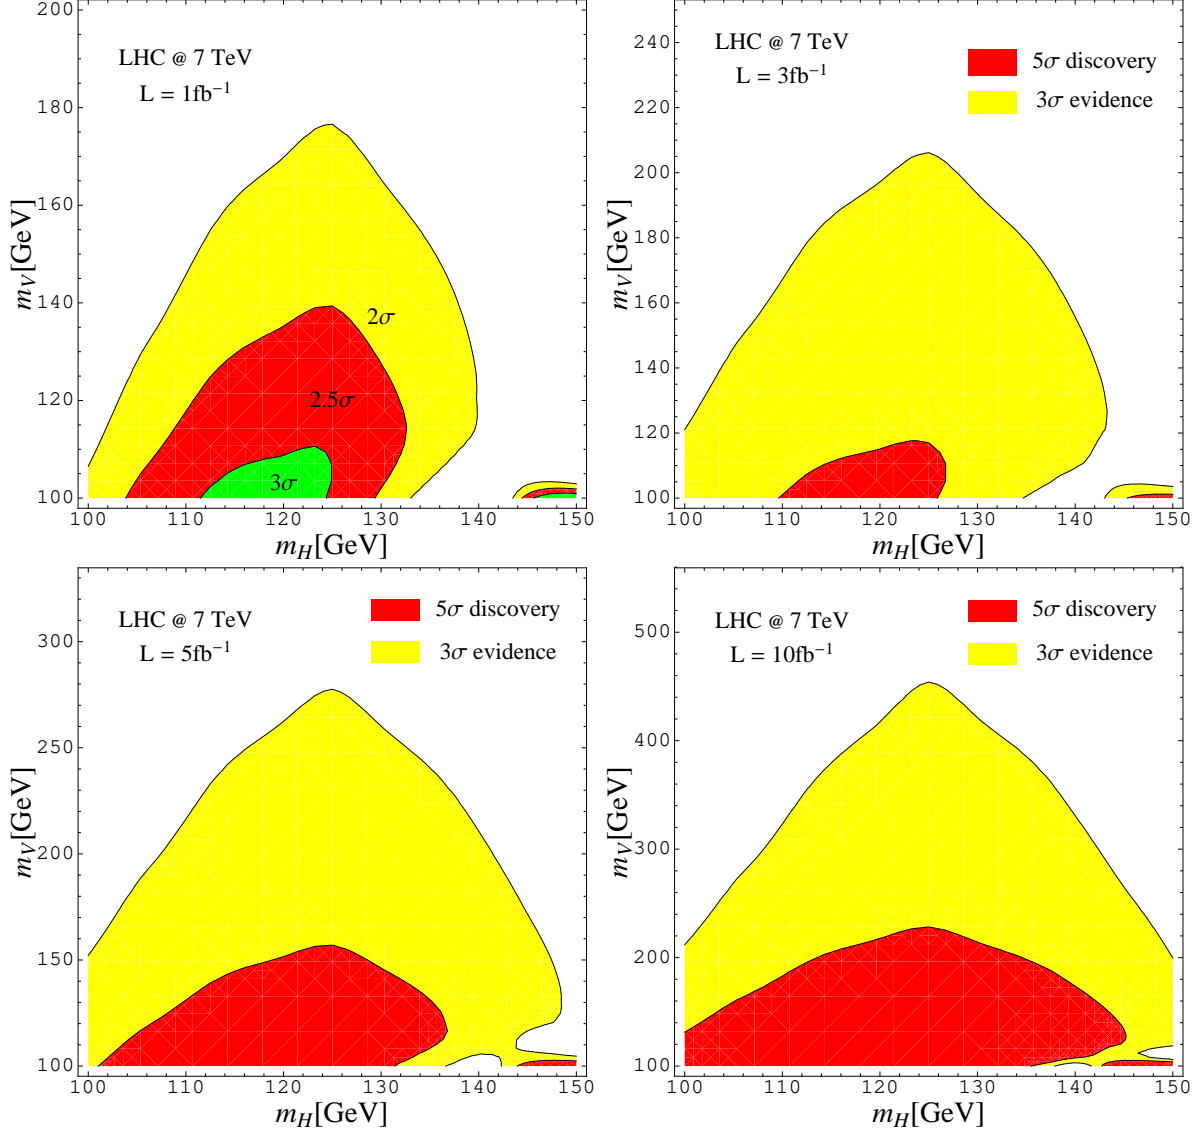 200
180
160
140
120
100
m_V[GeV]
LHC @ 7 TeV
L = 1fb⁻¹
2σ
2.5σ
3σ
100 110 120 130 140 150
m_H[GeV]
240
220
200
180
160
140
120
100
m_V[GeV]
LHC @ 7 TeV
L = 3fb⁻¹
5σ discovery
3σ evidence
100 110 120 130 140 150
m_H[GeV]
300
250
200
150
100
m_V[GeV]
LHC @ 7 TeV
L = 5fb⁻¹
5σ discovery
3σ evidence
100 110 120 130 140 150
m_H[GeV]
500
400
300
200
100
m_V[GeV]
LHC @ 7 TeV
L = 10fb⁻¹
5σ discovery
3σ evidence
100 110 120 130 140 150
m_H[GeV]